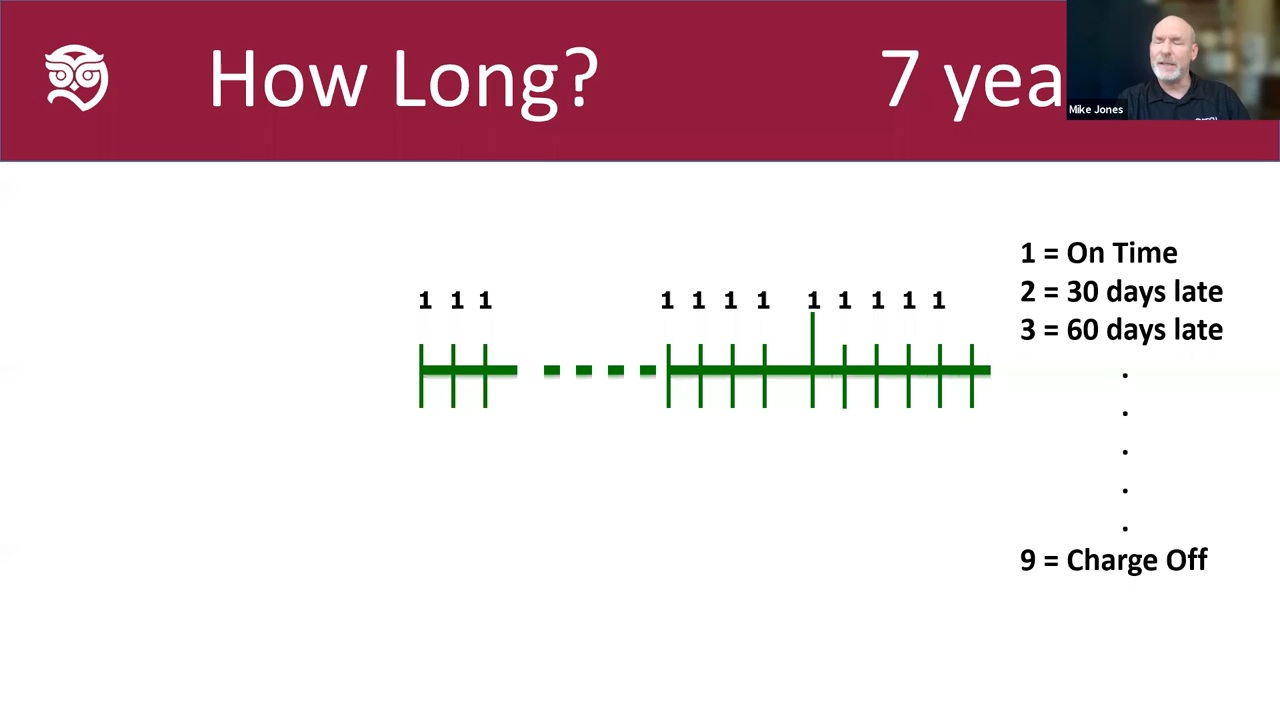 How Long?
7 yea
Mike Jones
1 = On Time
2 = 30 days late
3 = 60 days late
.
.
.
.
.
9 = Charge Off
1 1 1 1 1 1 1 1 1 1 1 1